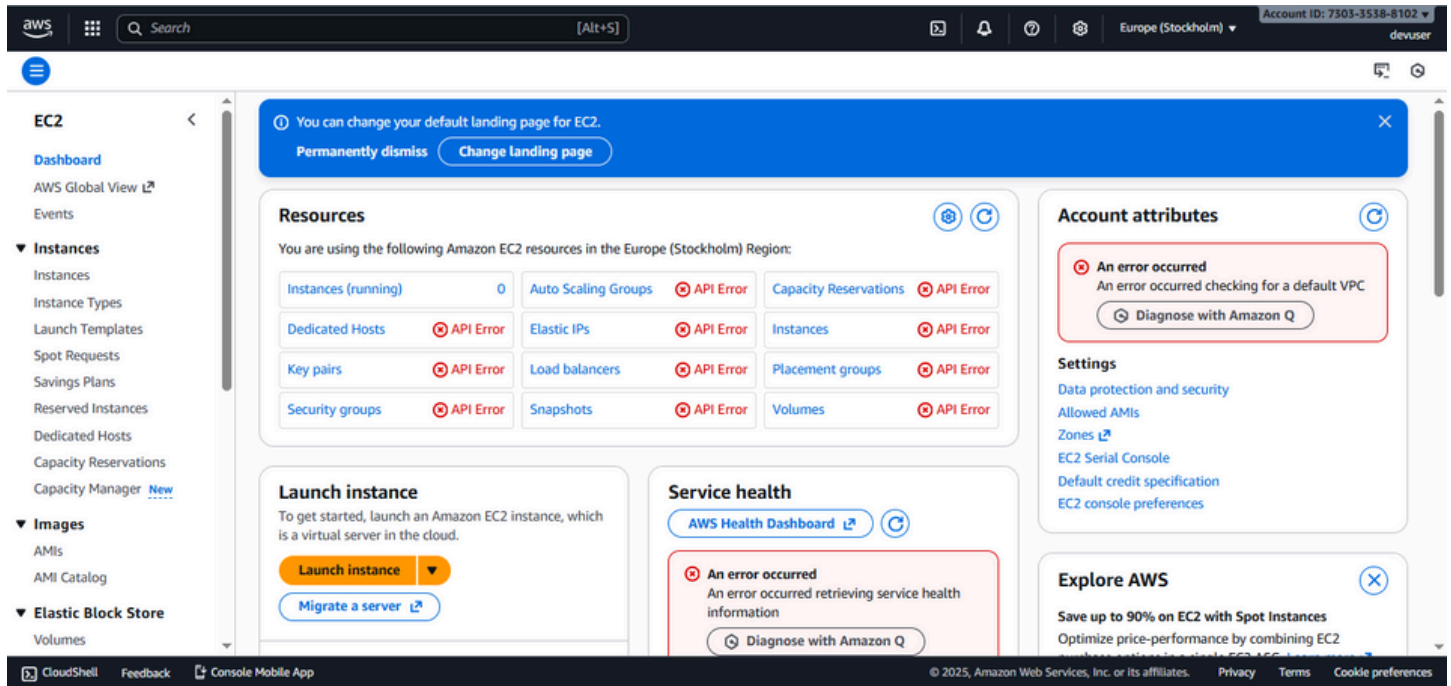 aws
Search [Alt+S]
Europe (Stockholm)
Account ID: 7303-3538-8102
devuser
EC2
Dashboard
AWS Global View
Events
Instances
Instances
Instance Types
Launch Templates
Spot Requests
Savings Plans
Reserved Instances
Dedicated Hosts
Capacity Reservations
Capacity Manager New
Images
AMIs
AMI Catalog
Elastic Block Store
Volumes
You can change your default landing page for EC2.
Permanently dismiss Change landing page
Resources
You are using the following Amazon EC2 resources in the Europe (Stockholm) Region:
Instances (running) 0 Auto Scaling Groups API Error Capacity Reservations API Error
Dedicated Hosts API Error Elastic IPs API Error Instances API Error
Key pairs API Error Load balancers API Error Placement groups API Error
Security groups API Error Snapshots API Error Volumes API Error
Launch instance
To get started, launch an Amazon EC2 instance, which
is a virtual server in the cloud.
Launch instance
Migrate a server
Service health
AWS Health Dashboard
An error occurred
An error occurred retrieving service health
information
Diagnose with Amazon Q
Account attributes
An error occurred
An error occurred checking for a default VPC
Diagnose with Amazon Q
Settings
Data protection and security
Allowed AMIs
Zones
EC2 Serial Console
Default credit specification
EC2 console preferences
Explore AWS
Save up to 90% on EC2 with Spot Instances
Optimize price-performance by combining EC2
CloudShell Feedback Console Mobile App
© 2025, Amazon Web Services, Inc. or its affiliates. Privacy Terms Cookie preferences